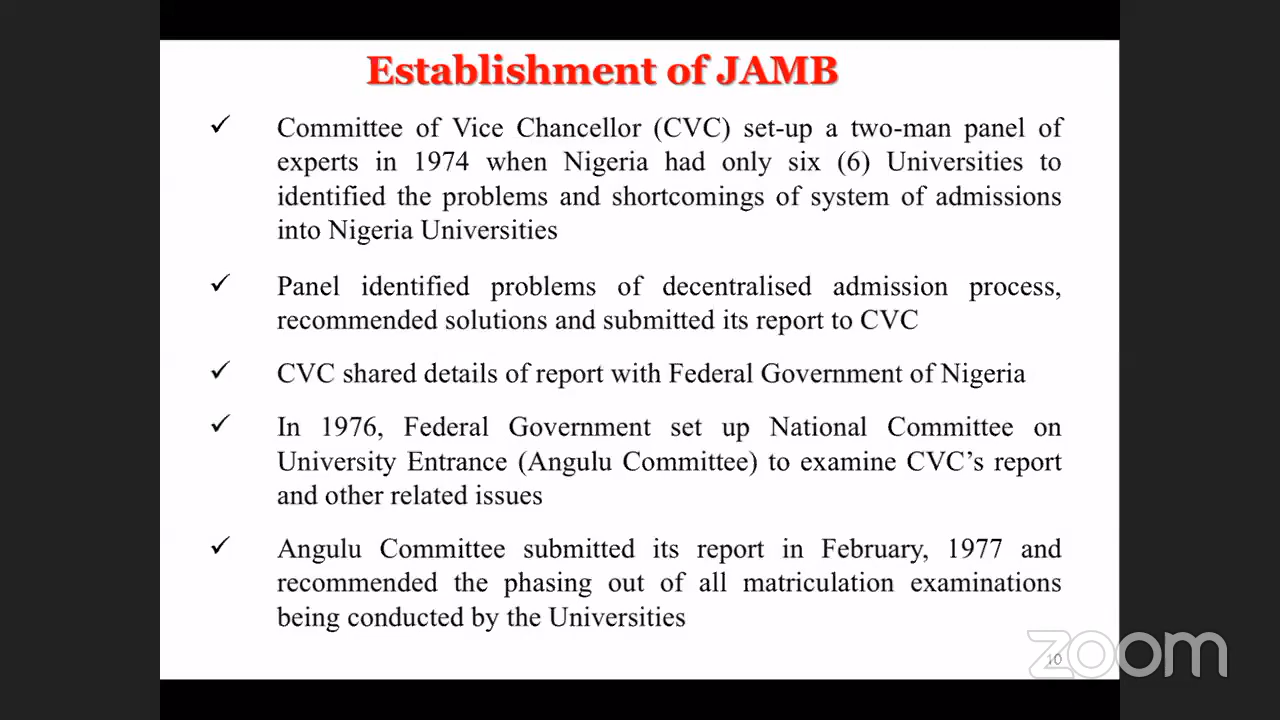 Establishment of JAMB
✓ Committee of Vice Chancellor (CVC) set-up a two-man panel of
experts in 1974 when Nigeria had only six (6) Universities to
identified the problems and shortcomings of system of admissions
into Nigeria Universities
✓ Panel identified problems of decentralised admission process,
recommended solutions and submitted its report to CVC
✓ CVC shared details of report with Federal Government of Nigeria
✓ In 1976, Federal Government set up National Committee on
University Entrance (Angulu Committee) to examine CVC’s report
and other related issues
✓ Angulu Committee submitted its report in February, 1977 and
recommended the phasing out of all matriculation examinations
being conducted by the Universities
10
zoom